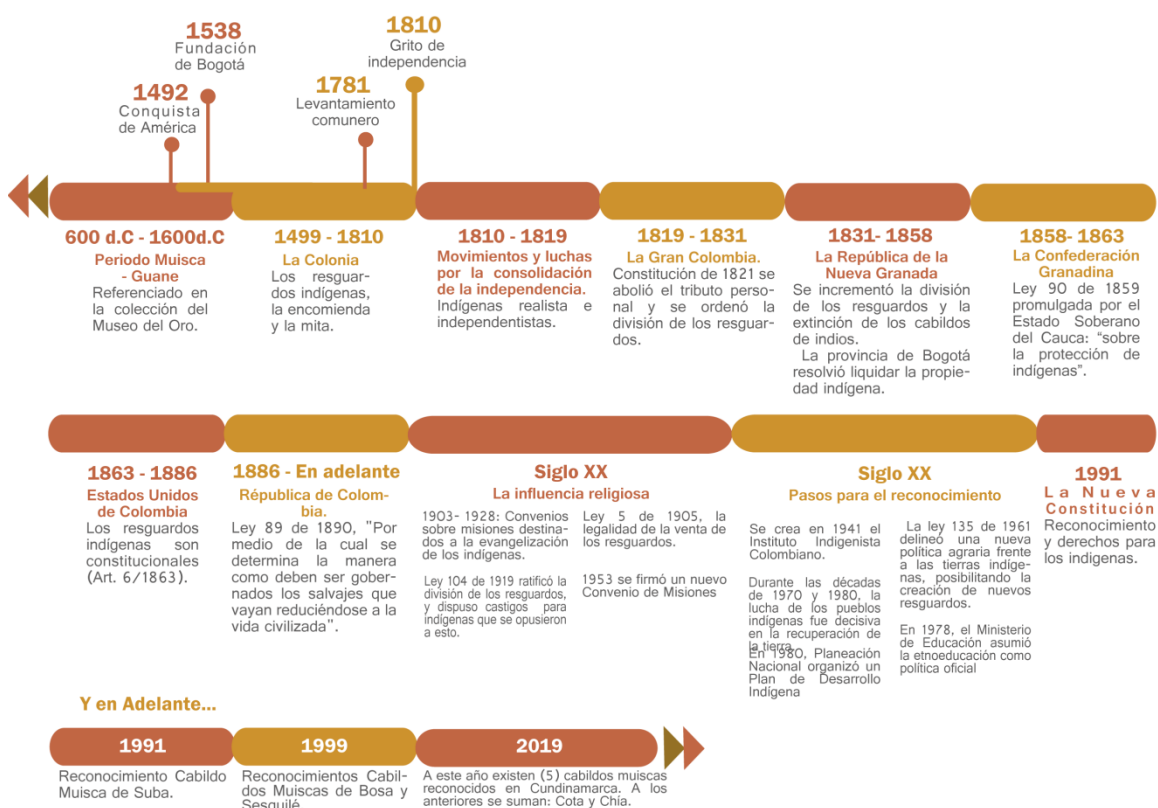 1492
Conquista
de América
1538
Fundación
de Bogotá
1781
Levantamiento
comunero
1810
Grito de
independencia
600 d.C - 1600d.C
Periodo Muisca
- Guane
Referenciado en
la colección del
Museo del Oro.
1499 - 1810
La Colonia
Los resguar-
dos indígenas,
la encomienda
y la mita.
1810 - 1819
Movimientos y luchas
por la consolidación
de la independencia.
Indígenas realista e
independentistas.
1819 - 1831
La Gran Colombia.
Constitución de 1821 se
abolió el tributo perso-
nal y se ordenó la
división de los resguar-
dos.
1831- 1858
La República de la
Nueva Granada
Se incrementó la división
de los resguardos y la
extinción de los cabildos
de indios.
La provincia de Bogotá
resolvió liquidar la propie-
dad indígena.
1858- 1863
La Confederación
Granadina
Ley 90 de 1859
promulgada por el
Estado Soberano
del Cauca: “sobre
la protección de
indígenas”.
1863 - 1886
Estados Unidos
de Colombia
Los resguardos
indígenas son
constitucionales
(Art. 6/1863).
1886 - En adelante
Républica de Colom-
bia.
Ley 89 de 1890, "Por
medio de la cual se
determina la manera
como deben ser gober-
nados los salvajes que
vayan reduciéndose a la
vida civilizada".
Siglo XX
La influencia religiosa
1903- 1928: Convenios
sobre misiones destina-
dos a la evangelización
de los indígenas.
Ley 104 de 1919 ratificó la
división de los resguardos,
y dispuso castigos para
indígenas que se opusieron
a esto.
Ley 5 de 1905, la
legalidad de la venta de
los resguardos.
1953 se firmó un nuevo
Convenio de Misiones
Siglo XX
Pasos para el reconocimiento
Se crea en 1941 el
Instituto Indigenista
Colombiano.
Durante las décadas
de 1970 y 1980, la
lucha de los pueblos
indígenas fue decisiva
en la recuperación de
la tierra
En 1980, Planeación
Nacional organizó un
Plan de Desarrollo
Indígena
La ley 135 de 1961
delineó una nueva
política agraria frente
a las tierras indíge-
nas, posibilitando la
creación de nuevos
resguardos.
En 1978, el Ministerio
de Educación asumió
la etnoeducación como
política oficial
1991
La Nueva
Constitución
Reconocimiento
y derechos para
los indigenas.
Y en Adelante...
1991
Reconocimiento Cabildo
Muisca de Suba.
1999
Reconocimientos Cabil-
dos Muiscas de Bosa y
Sesquilé
2019
A este año existen (5) cabildos muiscas
reconocidos en Cundinamarca. A los
anteriores se suman: Cota y Chía.